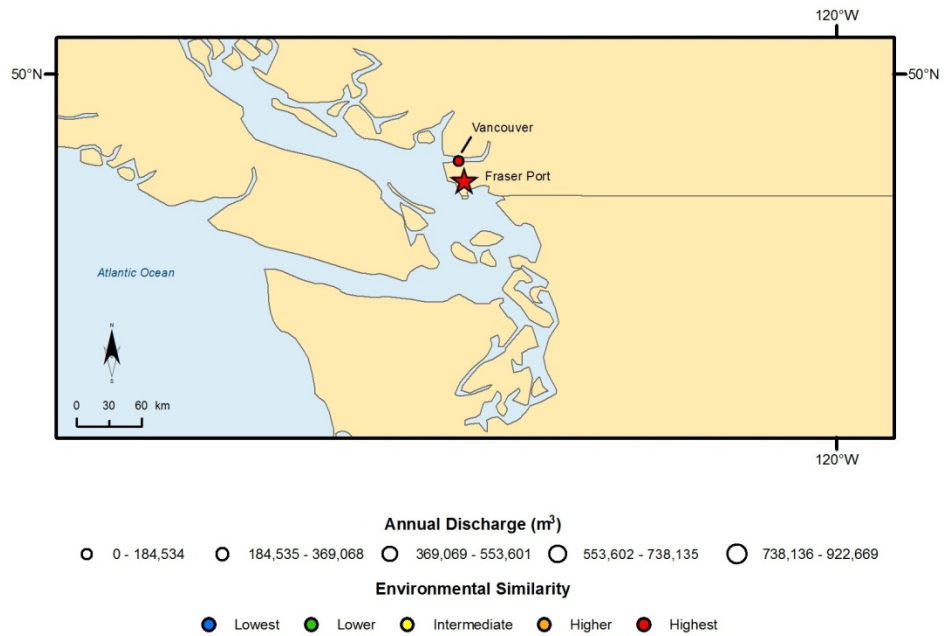 120°W
50°N
50°N
Vancouver
Fraser Port
Atlantic Ocean
N
S
0 30 60 km
120°W
Annual Discharge (m³)
0 - 184,534 184,535 - 369,068 369,069 - 553,601 553,602 - 738,135 738,136 - 922,669
Environmental Similarity
Lowest Lower Intermediate Higher Highest